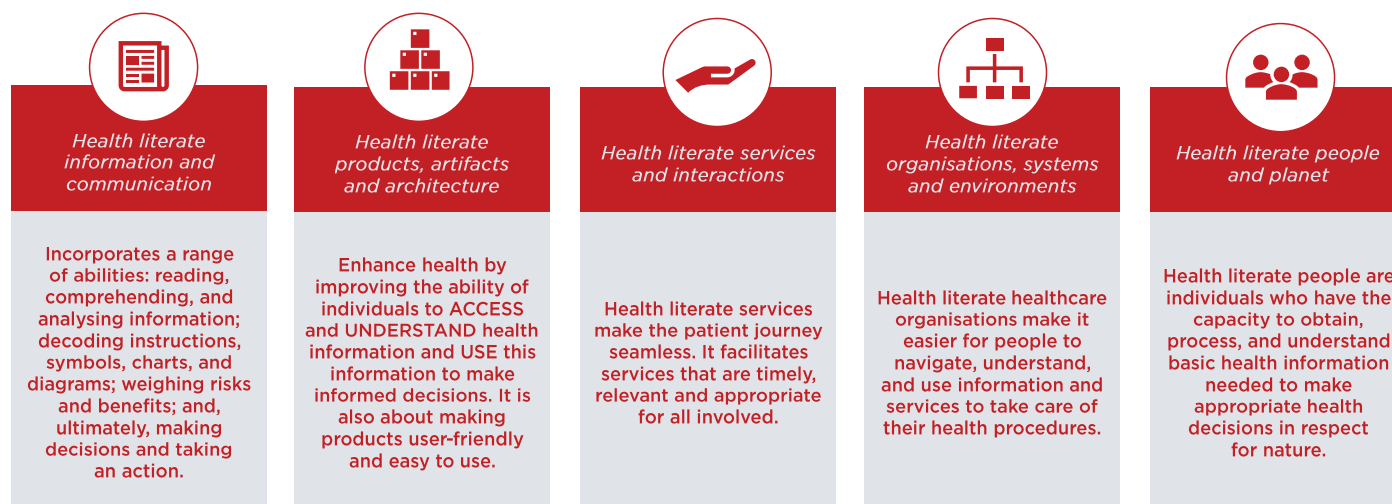 Health literate
information and
communication
Incorporates a range
of abilities: reading,
comprehending, and
analysing information;
decoding instructions,
symbols, charts, and
diagrams; weighing risks
and benefits; and,
ultimately, making
decisions and taking
an action.
Health literate
products, artifacts
and architecture
Enhance health by
improving the ability of
individuals to ACCESS
and UNDERSTAND health
information and USE this
information to make
informed decisions. It is
also about making
products user-friendly
and easy to use.
Health literate services
and interactions
Health literate services
make the patient journey
seamless. It facilitates
services that are timely,
relevant and appropriate
for all involved.
Health literate
organisations, systems
and environments
Health literate healthcare
organisations make it
easier for people to
navigate, understand,
and use information and
services to take care of
their health procedures.
Health literate people
and planet
Health literate people are
individuals who have the
capacity to obtain,
process, and understand
basic health information
needed to make
appropriate health
decisions in respect
for nature.